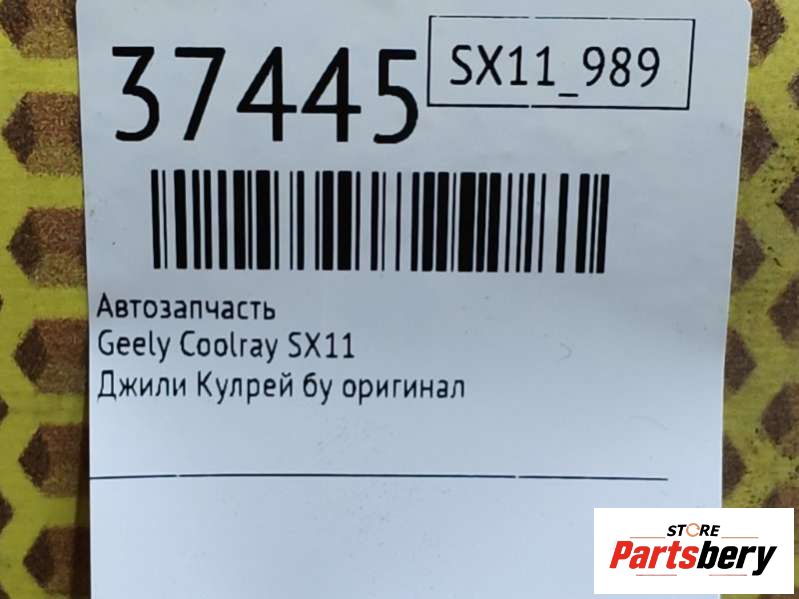 37445
SX11_989
Автозапчасть
Geely Coolray SX11
Джили Кулрей бу оригинал
STORE
Partsbery